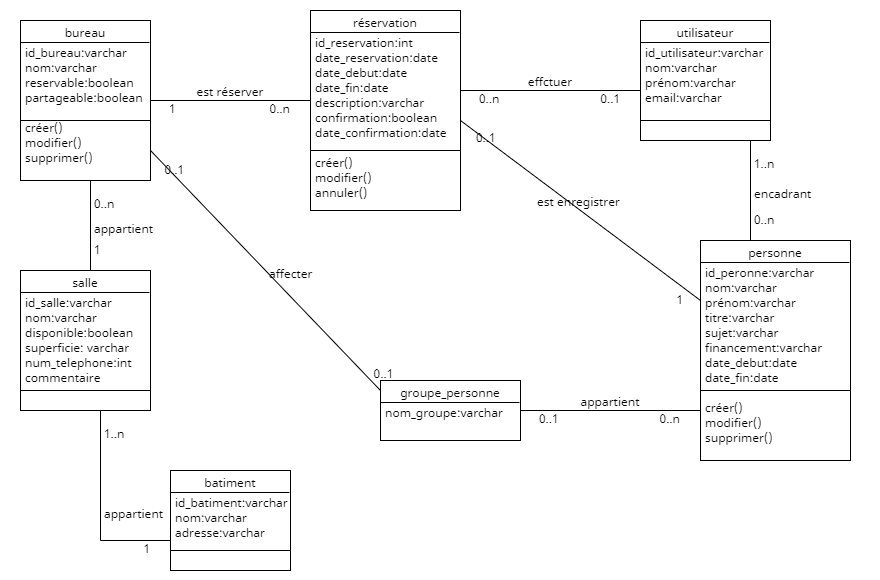 bureau
id_bureau:varchar
nom:varchar
reservable:boolean
partageable:boolean
créer()
modifier()
supprimer()
est réserver
1
0..n
réservation
id_reservation:int
date_reservation:date
date_debut:date
date_fin:date
description:varchar
confirmation:boolean
date_confirmation:date
créer()
modifier()
annuler()
effctuer
0..n
0..1
utilisateur
id_utilisateur:varchar
nom:varchar
prénom:varchar
email:varchar
0..1
est enregistrer
1
1..n
encadrant
0..n
0..1
affecter
0..1
0..n
appartient
1
salle
id_salle:varchar
nom:varchar
disponible:boolean
superficie: varchar
num_telephone:int
commentaire
personne
id_peronne:varchar
nom:varchar
prénom:varchar
titre:varchar
sujet:varchar
financement:varchar
date_debut:date
date_fin:date
créer()
modifier()
supprimer()
groupe_personne
nom_groupe:varchar
appartient
0..1
0..n
1..n
appartient
1
batiment
id_batiment:varchar
nom:varchar
adresse:varchar